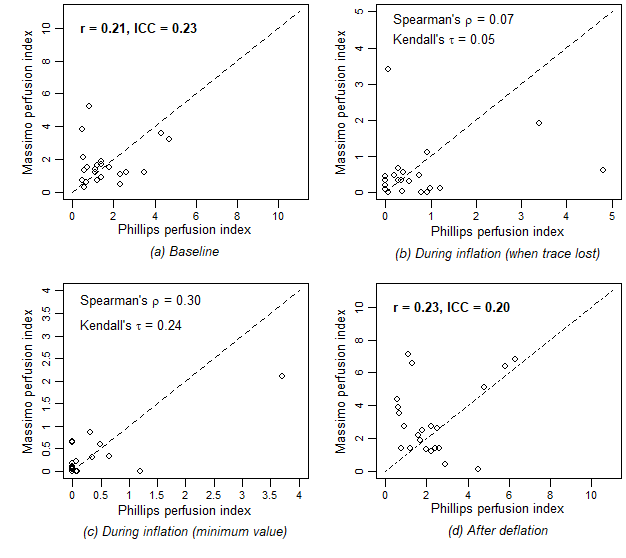 r = 0.21, ICC = 0.23
Massimo perfusion index
0 2 4 6 8 10
0 2 4 6 8 10
Phillips perfusion index
(a) Baseline
Spearman's ρ = 0.07
Kendall's τ = 0.05
Massimo perfusion index
0 1 2 3 4 5
0 1 2 3 4 5
Phillips perfusion index
(b) During inflation (when trace lost)
Spearman's ρ = 0.30
Kendall's τ = 0.24
Massimo perfusion index
0 0.5 1 1.5 2 2.5 3 3.5 4
0 0.5 1 1.5 2 2.5 3 3.5 4
Phillips perfusion index
(c) During inflation (minimum value)
r = 0.23, ICC = 0.20
Massimo perfusion index
0 2 4 6 8 10
0 2 4 6 8 10
Phillips perfusion index
(d) After deflation